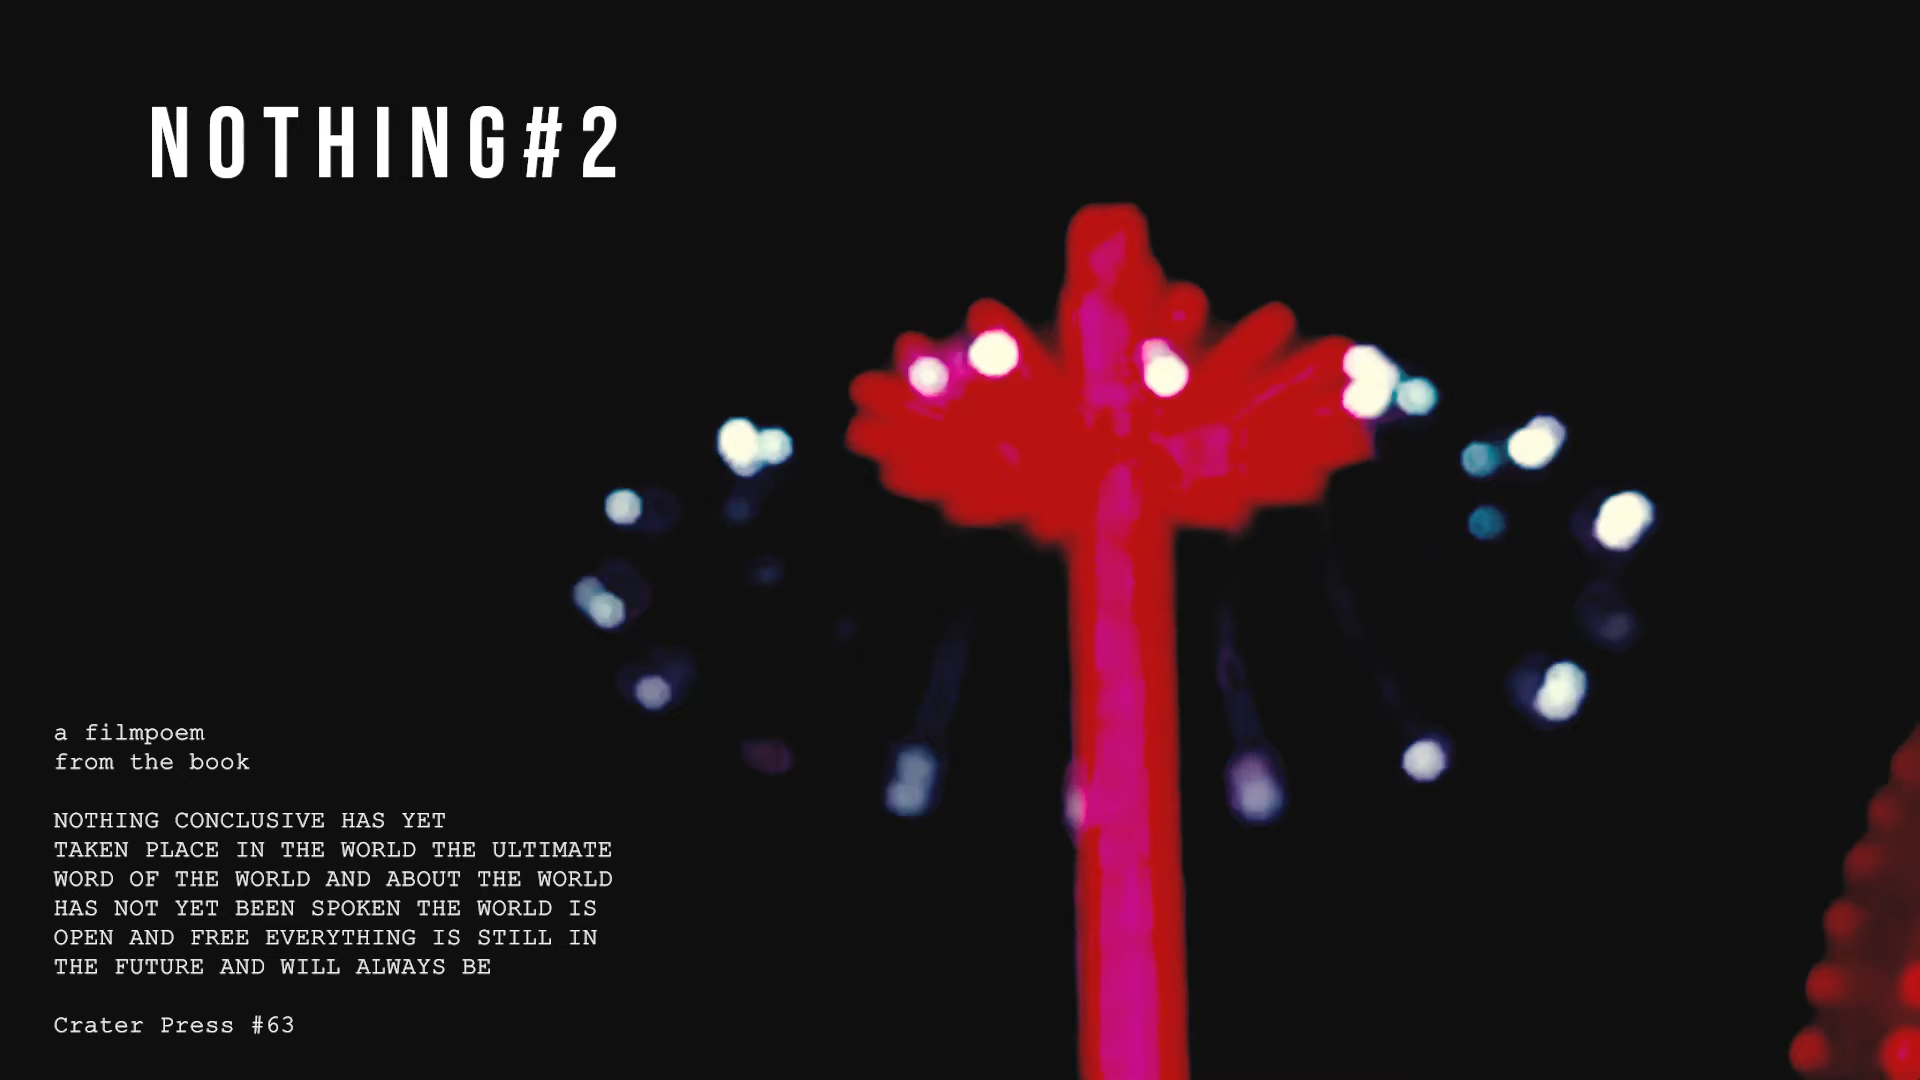 NOTHING#2
a filmpoem
from the book
NOTHING CONCLUSIVE HAS YET
TAKEN PLACE IN THE WORLD THE ULTIMATE
WORD OF THE WORLD AND ABOUT THE WORLD
HAS NOT YET BEEN SPOKEN THE WORLD IS
OPEN AND FREE EVERYTHING IS STILL IN
THE FUTURE AND WILL ALWAYS BE
Crater Press #63